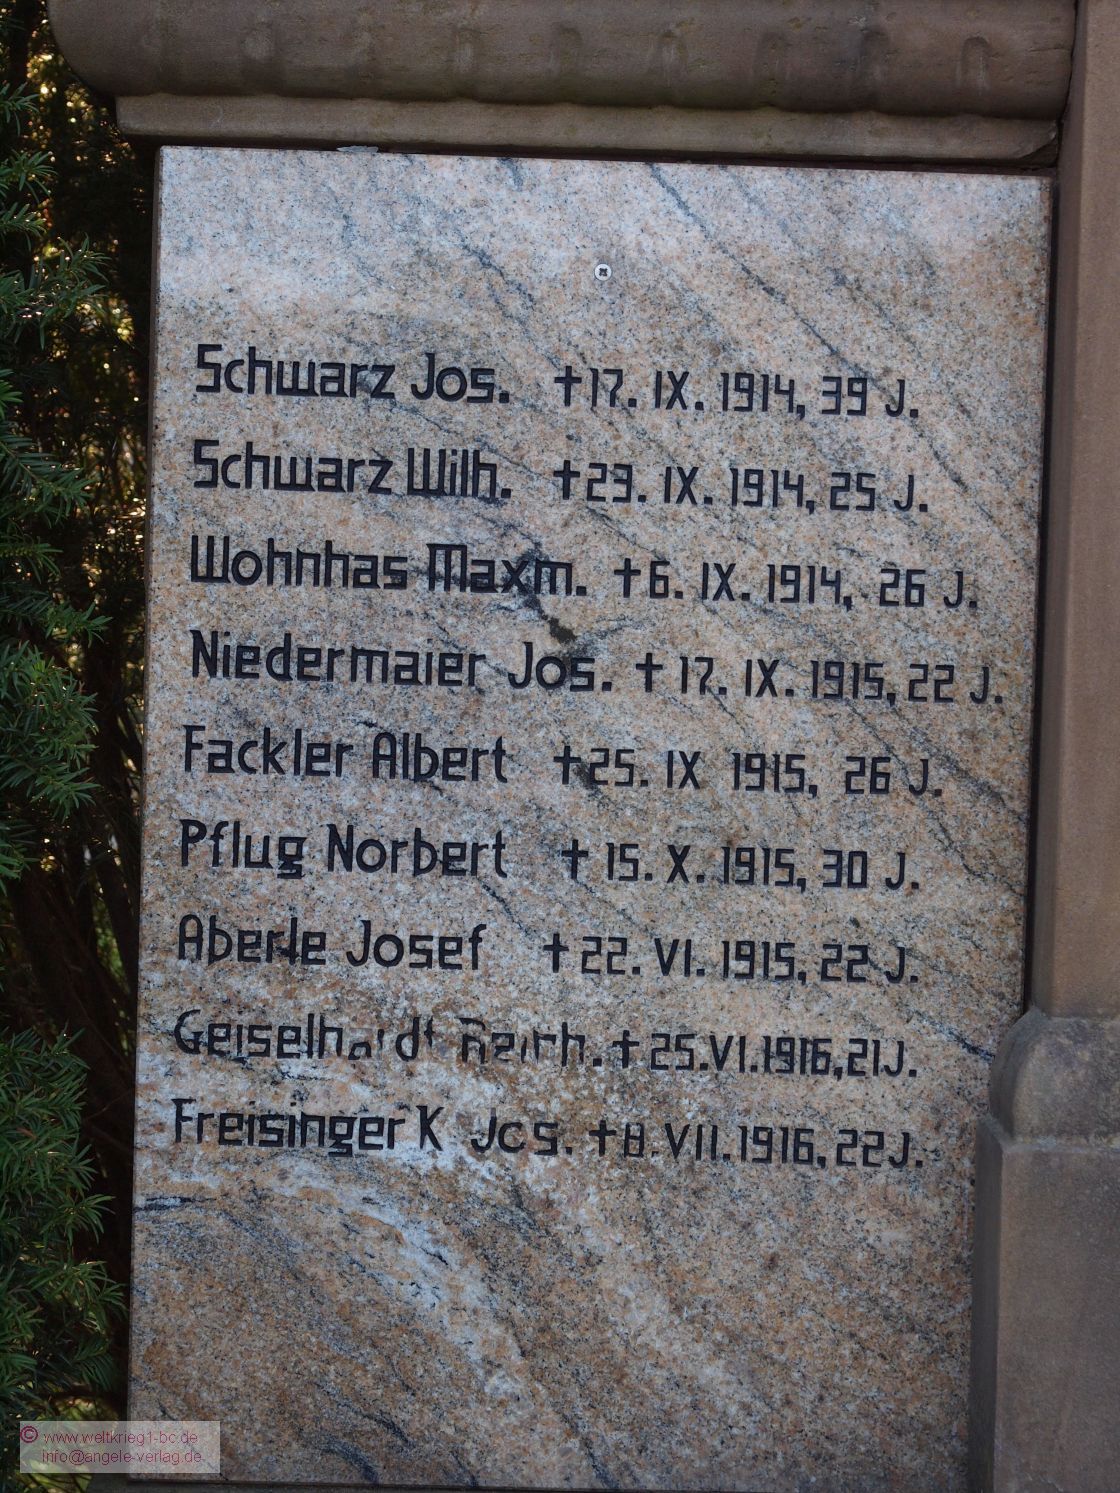 Schwarz Jos. †17. IX. 1914, 39 J.
Schwarz Wilh. †23. IX. 1914, 25 J.
Wohnhas Maxm. †6. IX. 1914, 26 J.
Niedermaier Jos. † 17. IX. 1915, 22 J.
Fackler Albert †25. IX 1915, 26 J.
Pflug Norbert † 15. X. 1915, 30 J.
Aberle Josef † 22. VI. 1915, 22 J.
Geiselhardt Reinh. † 25.VI.1916,21J.
Freisinger K Jos. †8.VII.1916,22J.
© www.weltkrieg1-bc.de
info@angele-verlag.de